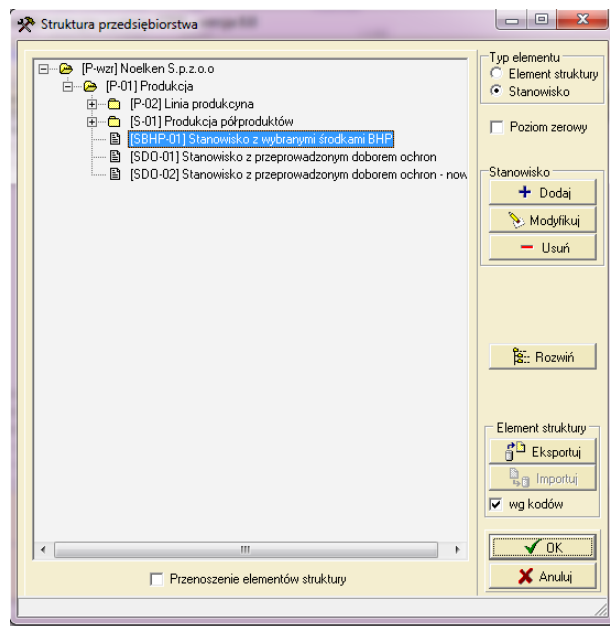 Struktura przedsiębiorstwa
[P-wzr] Noelken S.p.z.o.o
[P-01] Produkcja
[P-02] Linia produkcyna
[S-01] Produkcja półproduktów
[SBHP-01] Stanowisko z wybranymi środkami BHP
[SDO-01] Stanowisko z przeprowadzonym doborem ochron
[SDO-02] Stanowisko z przeprowadzonym doborem ochron - now
Przenoszenie elementów struktury
Typ elementu
Element struktury
Stanowisko
Poziom zerowy
Stanowisko
Dodaj
Modyfikuj
Usuń
Rozwiń
Element struktury
Eksportuj
Importuj
wg kodów
OK
Anuluj